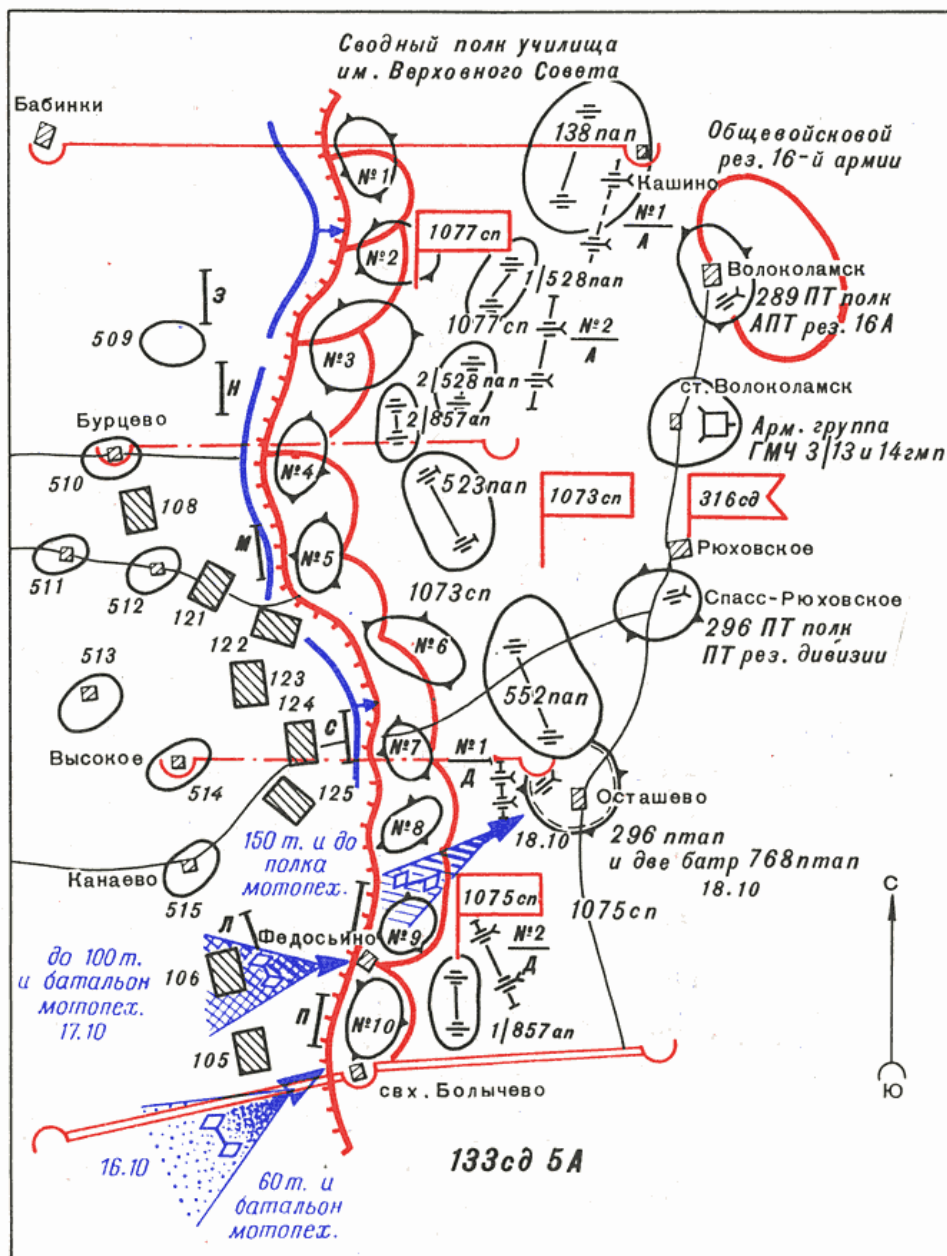 Сводный полк училища
им. Верховного Совета
Бабинки
138 пап
Общевойсковой
рез. 16-й армии
Кашино
№1
№1
А
№2
1077 сп
Волоколамск
289 ПТ полк
АПТ рез. 16А
1/528 пап
1077 сп
№2
А
З
509
№3
Н
2/528 пап
2/857 ап
ст. Волоколамск
Арм. группа
ГМЧ 3/13 и 14 гмп
Бурцево
510
№4
108
523 пап
1073 сп
316 сд
М
№5
Рюховское
511
512
121
1073 сп
Спасс-Рюховское
296 ПТ полк
ПТ рез. дивизии
122
№6
513
123
124
552 пап
С
№7
№1
Д
Высокое
514
125
Осташево
№8
150 т. и до
полка
мотопех.
18.10
296 птап
и две батр 768 птап
18.10
Канаево
515
1075 сп
1075 сп
С
Л
Федосьино
№9
№2
Д
до 100 т.
и батальон
мотопех.
17.10
106
П
№10
1/857 ап
105
свх. Болычево
Ю
16.10
133 сд 5А
60 т. и
батальон
мотопех.